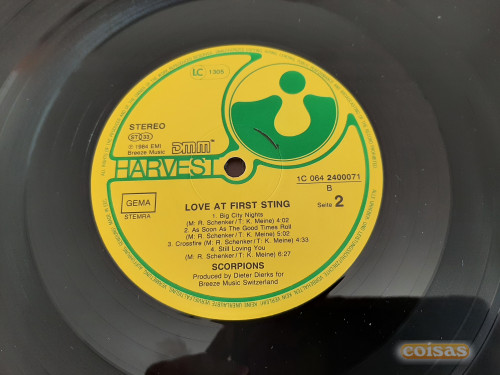 LC 1305
STEREO
ST 33
℗ 1984 EMI
Breeze Music
DMM
HARVEST
1C 064 2400071
B
GEMA
STEMRA
LOVE AT FIRST STING
Seite 2
1. Big City Nights
(M: R. Schenker/T: K. Meine) 4:02
2. As Soon As The Good Times Roll
(M: R. Schenker/T: K. Meine) 5:02
3. Crossfire (M: R. Schenker/T: K. Meine) 4:33
4. Still Loving You
(M: R. Schenker/T: K. Meine) 6:27
SCORPIONS
Produced by Dieter Dierks for
Breeze Music Switzerland
coisas